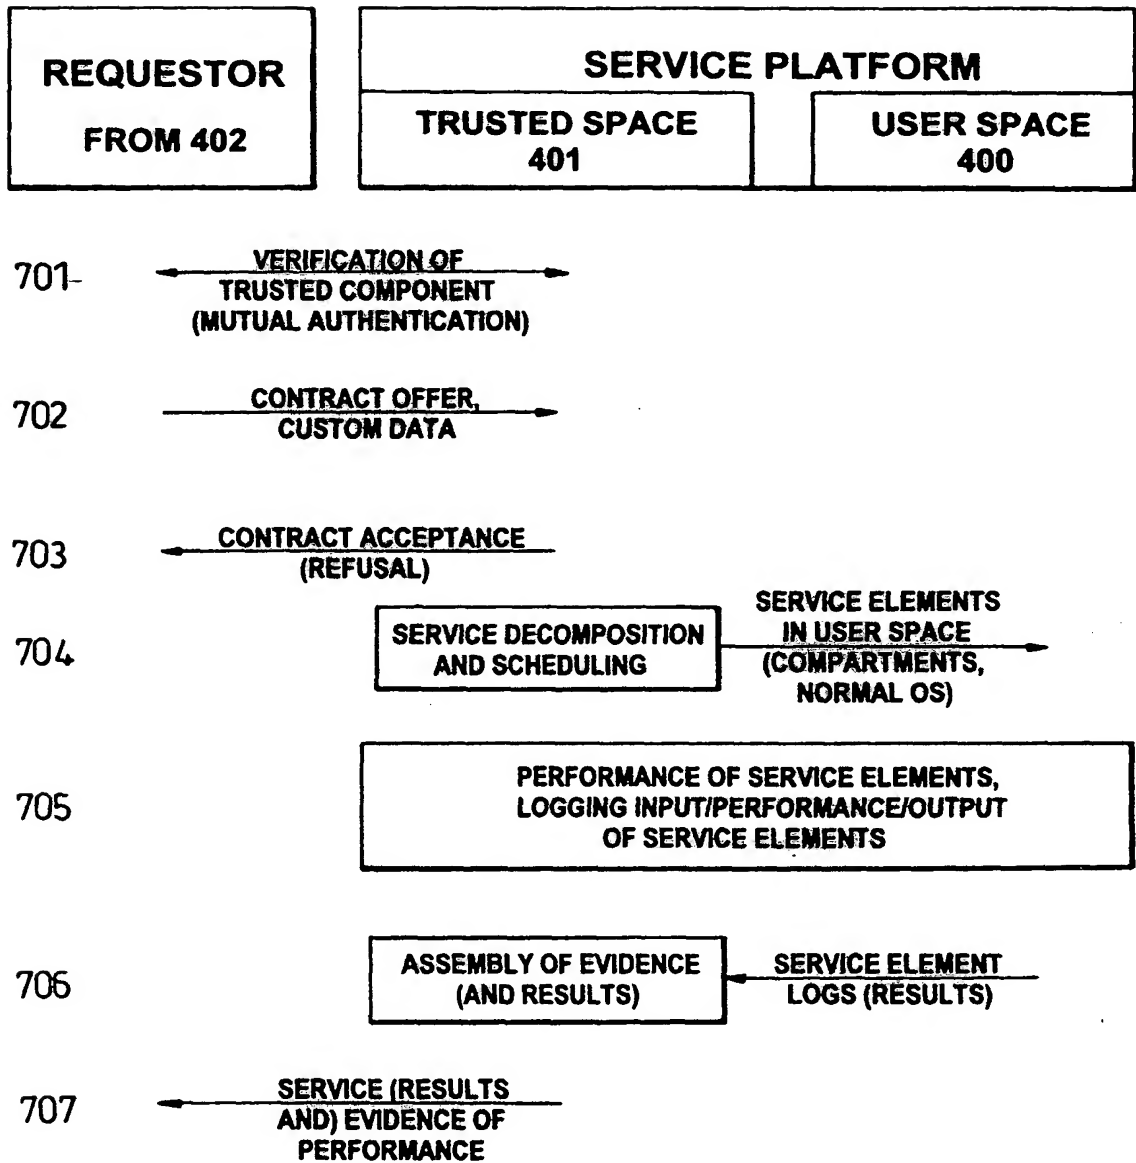 REQUESTOR
FROM 402
SERVICE PLATFORM
TRUSTED SPACE
401
USER SPACE
400
701
VERIFICATION OF
TRUSTED COMPONENT
(MUTUAL AUTHENTICATION)
702
CONTRACT OFFER,
CUSTOM DATA
703
CONTRACT ACCEPTANCE
(REFUSAL)
704
SERVICE DECOMPOSITION
AND SCHEDULING
SERVICE ELEMENTS
IN USER SPACE
(COMPARTMENTS,
NORMAL OS)
705
PERFORMANCE OF SERVICE ELEMENTS,
LOGGING INPUT/PERFORMANCE/OUTPUT
OF SERVICE ELEMENTS
706
ASSEMBLY OF EVIDENCE
(AND RESULTS)
SERVICE ELEMENT
LOGS (RESULTS)
707
SERVICE (RESULTS
AND) EVIDENCE OF
PERFORMANCE